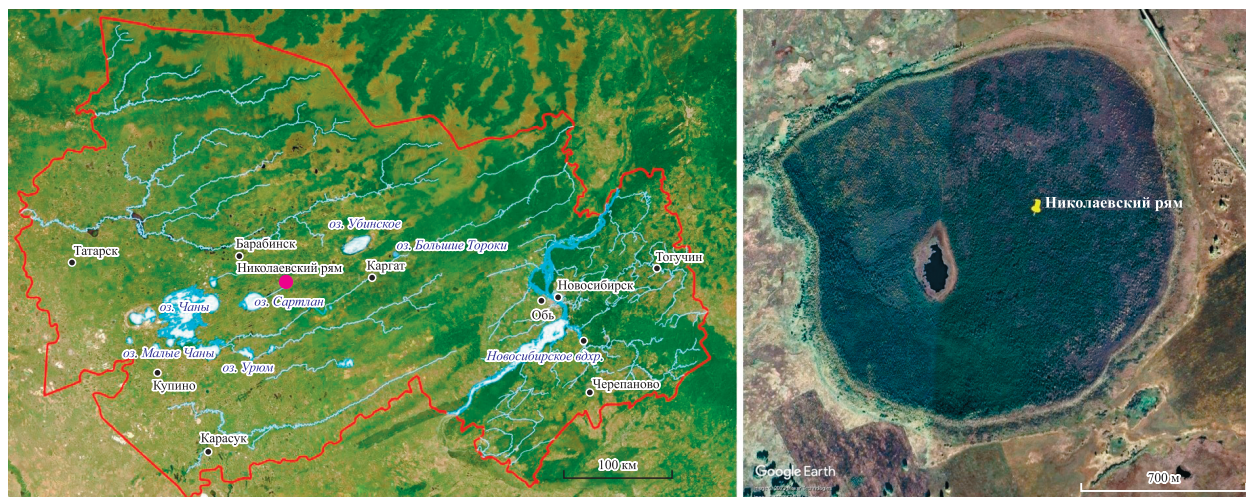 оз. Убинское
Барабинск
оз. Большие Тороки
Татарск
Николаевский рям
Каргат
Тогучин
оз. Сартлан
Новосибирск
оз. Чаны
Обь
оз. Малые Чаны
оз. Урюм
Новосибирское вдхр.
Купино
Черепаново
Карасук
100 км
Николаевский рям
Google Earth
700 м